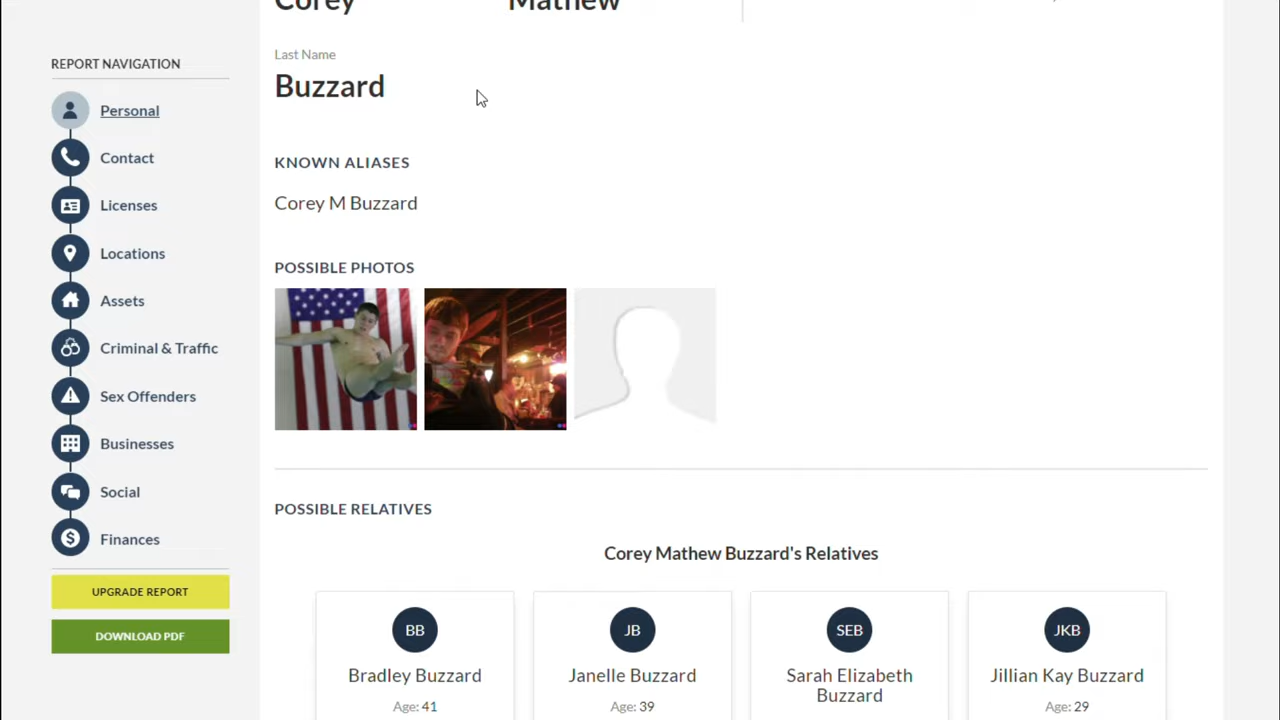 Corey Mathew
Last Name
Buzzard
REPORT NAVIGATION
Personal
Contact
Licenses
Locations
Assets
Criminal & Traffic
Sex Offenders
Businesses
Social
Finances
UPGRADE REPORT
DOWNLOAD PDF
KNOWN ALIASES
Corey M Buzzard
POSSIBLE PHOTOS
POSSIBLE RELATIVES
Corey Mathew Buzzard's Relatives
BB
Bradley Buzzard
Age: 41
JB
Janelle Buzzard
Age: 39
SEB
Sarah Elizabeth
Buzzard
JKB
Jillian Kay Buzzard
Age: 29